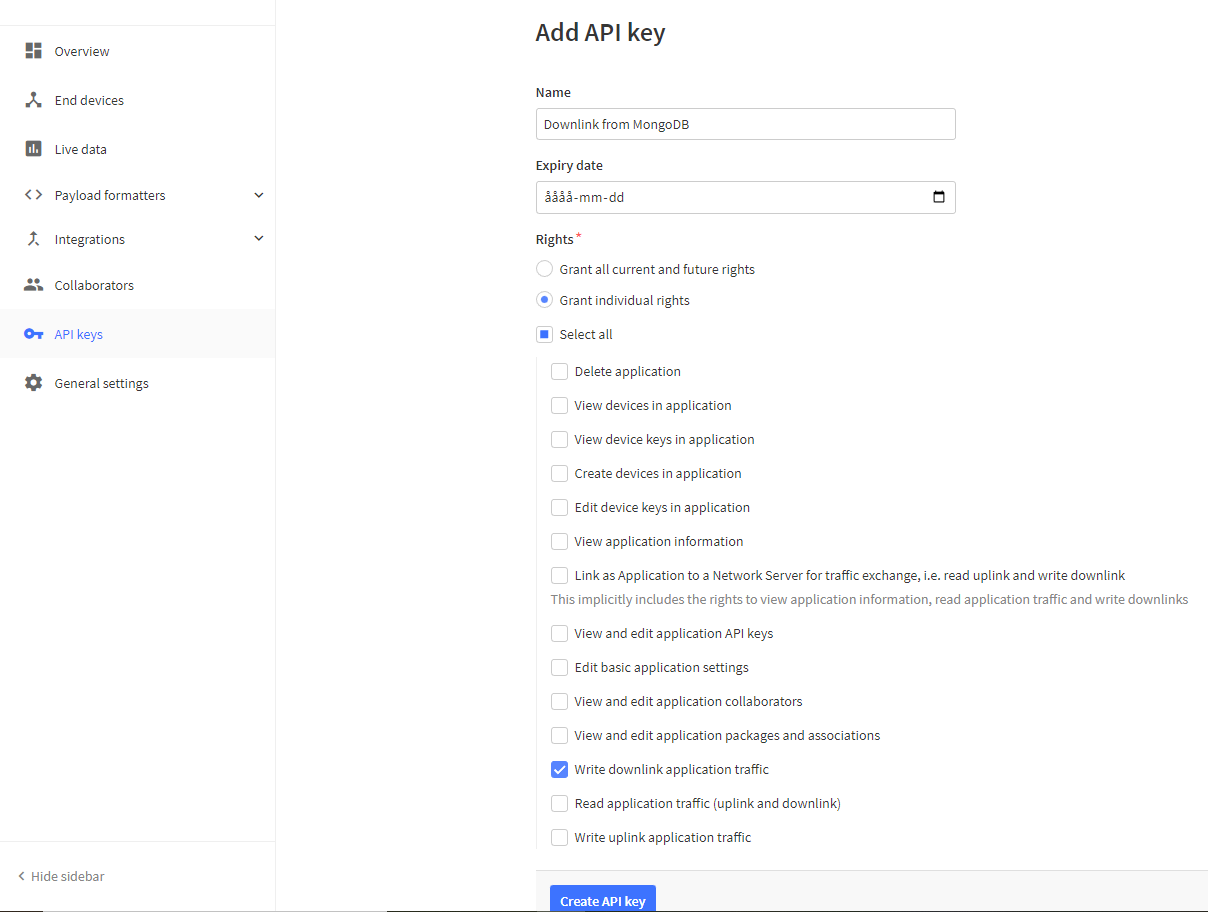 Overview
End devices
Live data
Payload formatters
Integrations
Collaborators
API keys
General settings
Hide sidebar
Add API key
Name
Downlink from MongoDB
Expiry date
åååå-mm-dd
Rights *
Grant all current and future rights
Grant individual rights
Select all
Delete application
View devices in application
View device keys in application
Create devices in application
Edit device keys in application
View application information
Link as Application to a Network Server for traffic exchange, i.e. read uplink and write downlink
This implicitly includes the rights to view application information, read application traffic and write downlinks
View and edit application API keys
Edit basic application settings
View and edit application collaborators
View and edit application packages and associations
Write downlink application traffic
Read application traffic (uplink and downlink)
Write uplink application traffic
Create API key